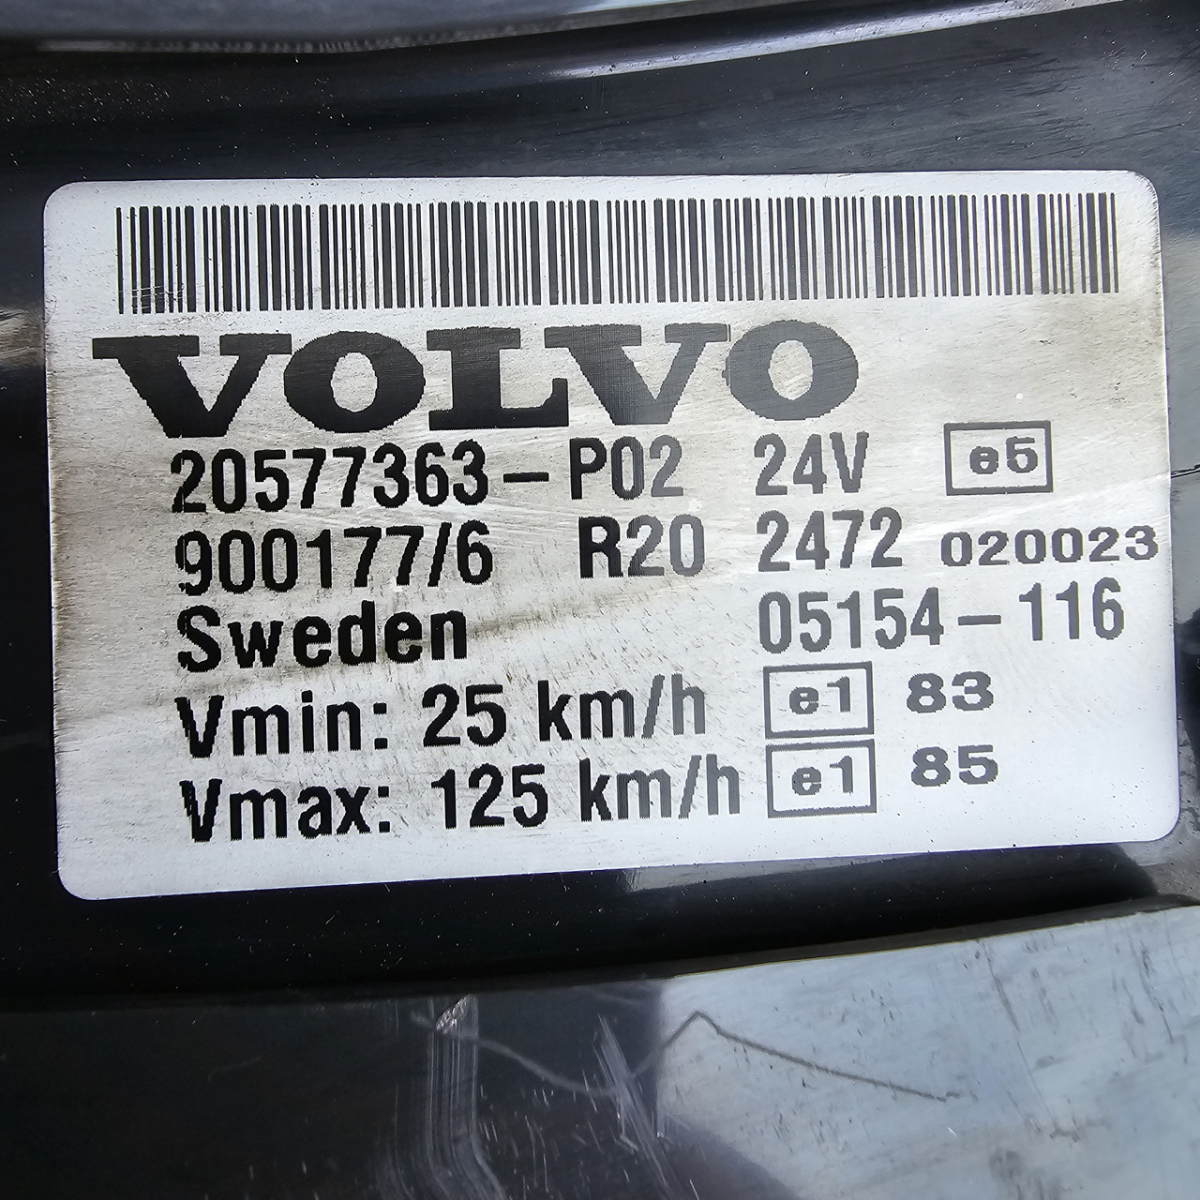 VOLVO
20577363-P02 24V e5
900177/6 R20 2472 020023
Sweden 05154-116
Vmin: 25 km/h e1 83
Vmax: 125 km/h e1 85